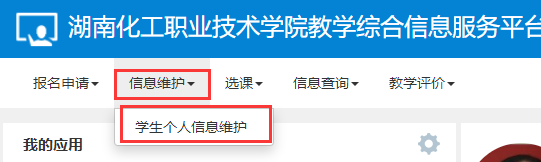 湖南化工职业技术学院教学综合信息服务平台
报名申请 信息维护 选课 信息查询 教学评价
学生个人信息维护
我的应用